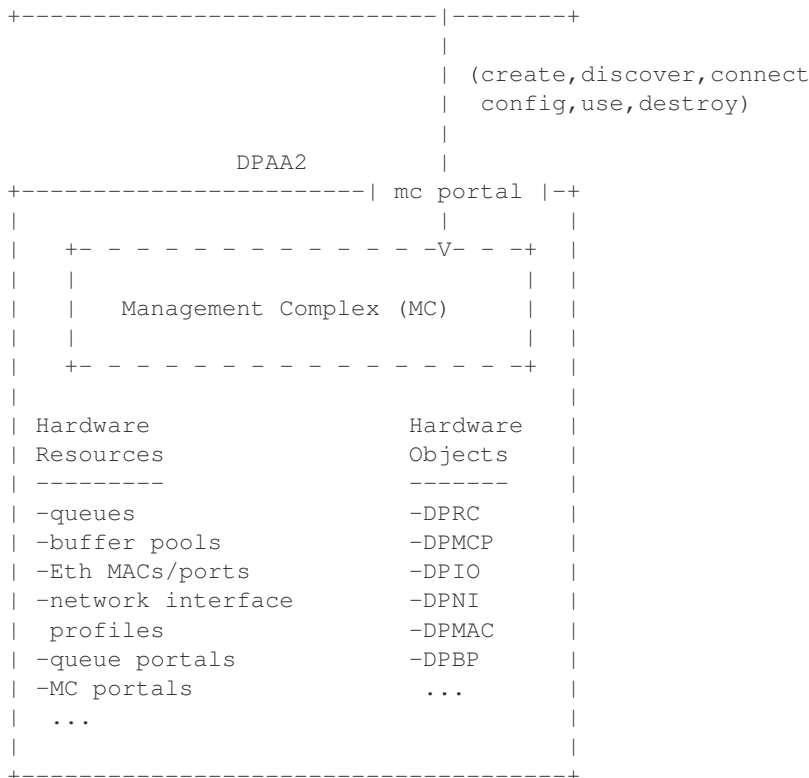 +-----------------------------|--------+
|
| (create,discover,connect
| config,use,destroy)
|
DPAA2 |
+------------------------| mc portal |-+
| | |
| +- - - - - - - - - - - - -V- - -+ |
| | | |
| | Management Complex (MC) | |
| | | |
| +- - - - - - - - - - - - - - - -+ |
| |
| Hardware Hardware |
| Resources Objects |
| --------- ------- |
| -queues -DPRC |
| -buffer pools -DPMCP |
| -Eth MACs/ports -DPIO |
| -network interface -DPNI |
| profiles -DPMAC |
| -queue portals -DPBP |
| -MC portals ... |
| ... |
| |
+--------------------------------------+